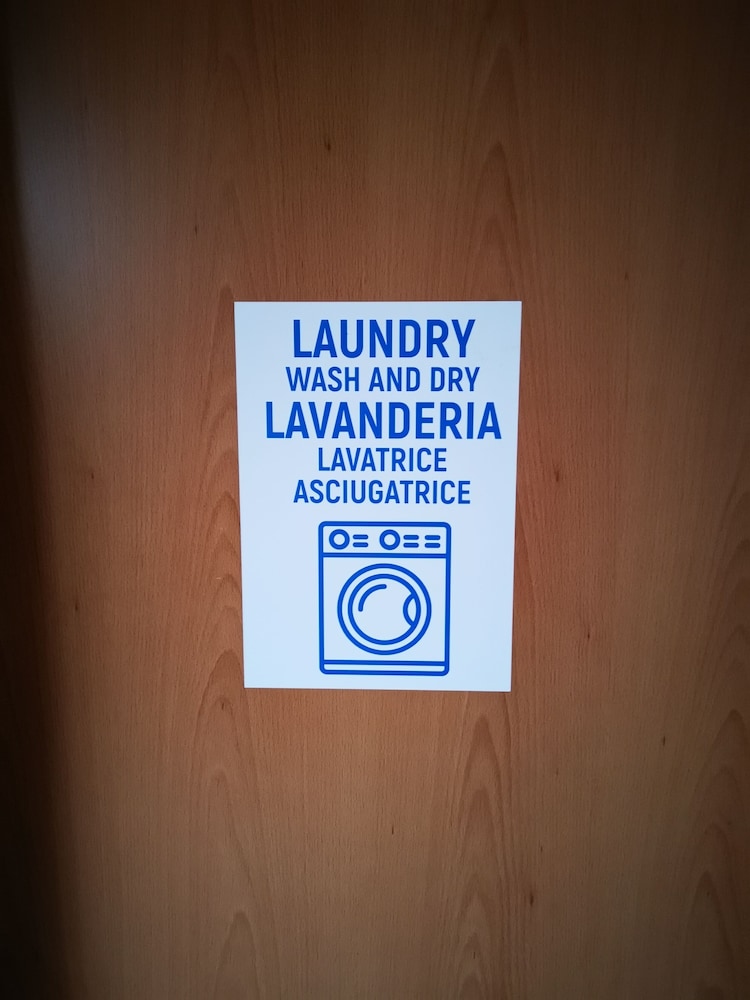 LAUNDRY
WASH AND DRY
LAVANDERIA
LAVATRICE
ASCIUGATRICE